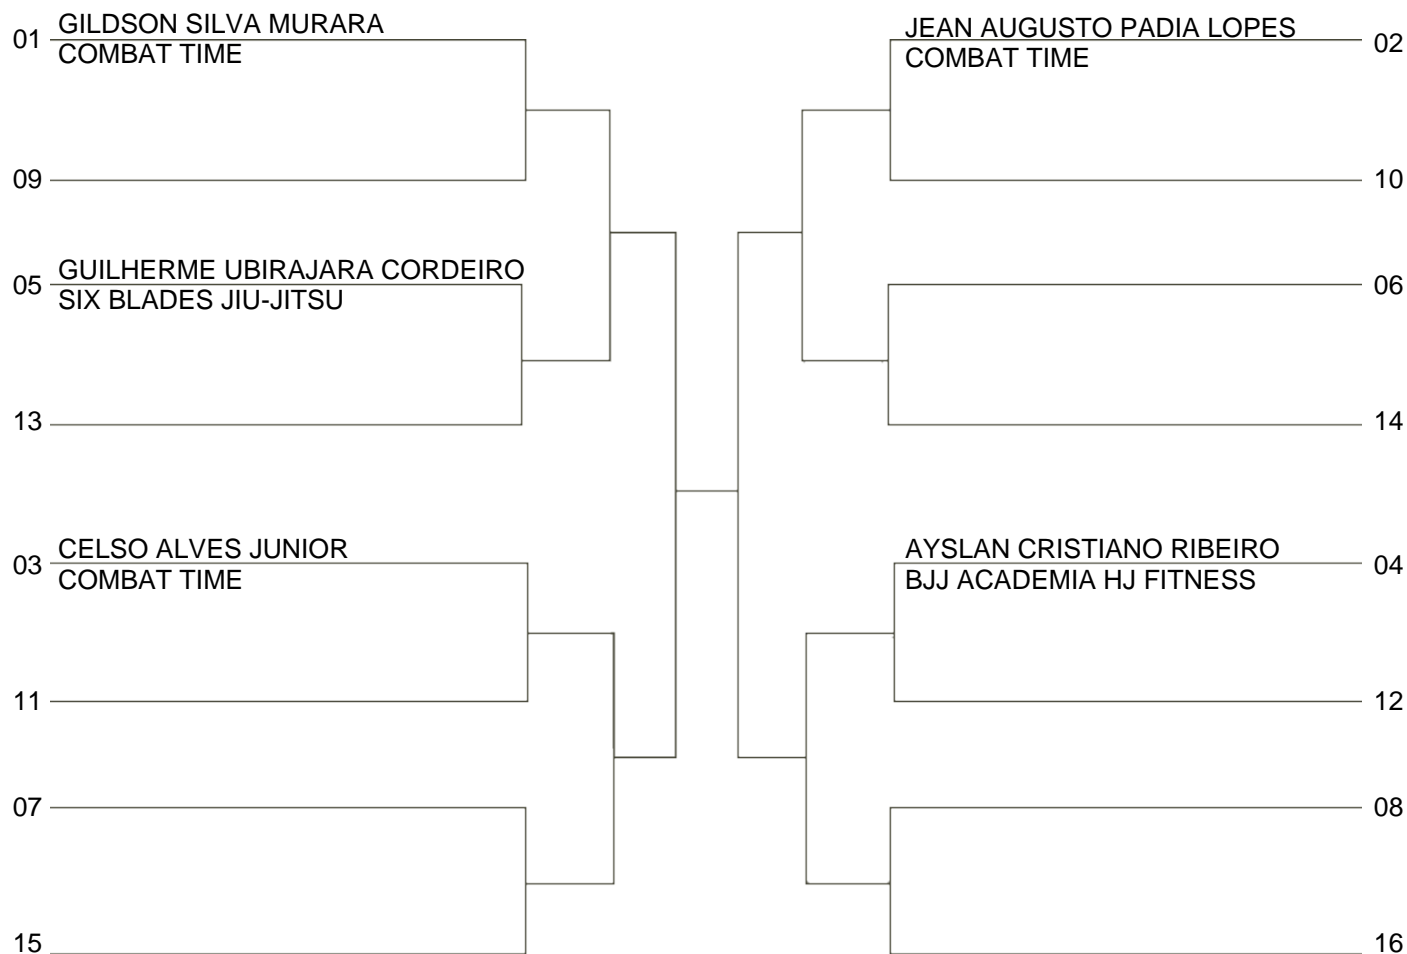 01 GILDSON SILVA MURARA
COMBAT TIME
09
05 GUILHERME UBIRAJARA CORDEIRO
SIX BLADES JIU-JITSU
13
03 CELSO ALVES JUNIOR
COMBAT TIME
11
07
15
JEAN AUGUSTO PADIA LOPES 02
COMBAT TIME
10
06
14
AYSLAN CRISTIANO RIBEIRO 04
BJJ ACADEMIA HJ FITNESS
12
08
16